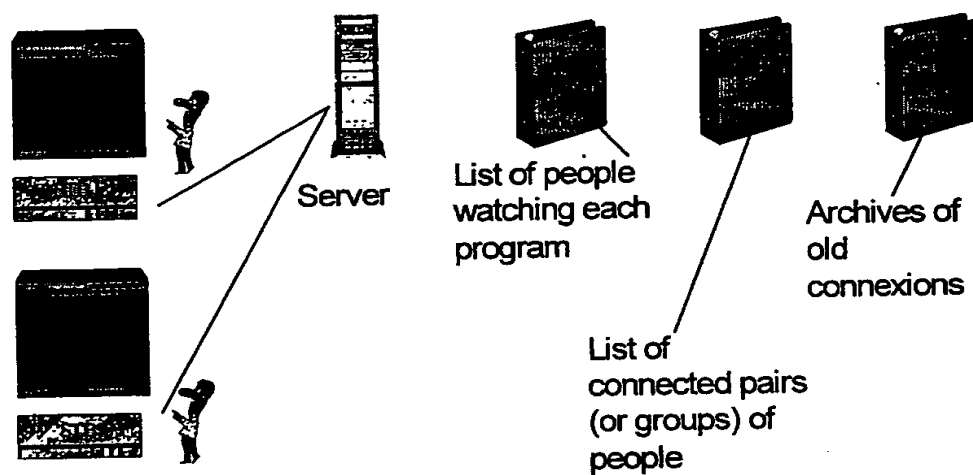 Server
List of people
watching each
program
List of
connected pairs
(or groups) of
people
Archives of
old
connexions